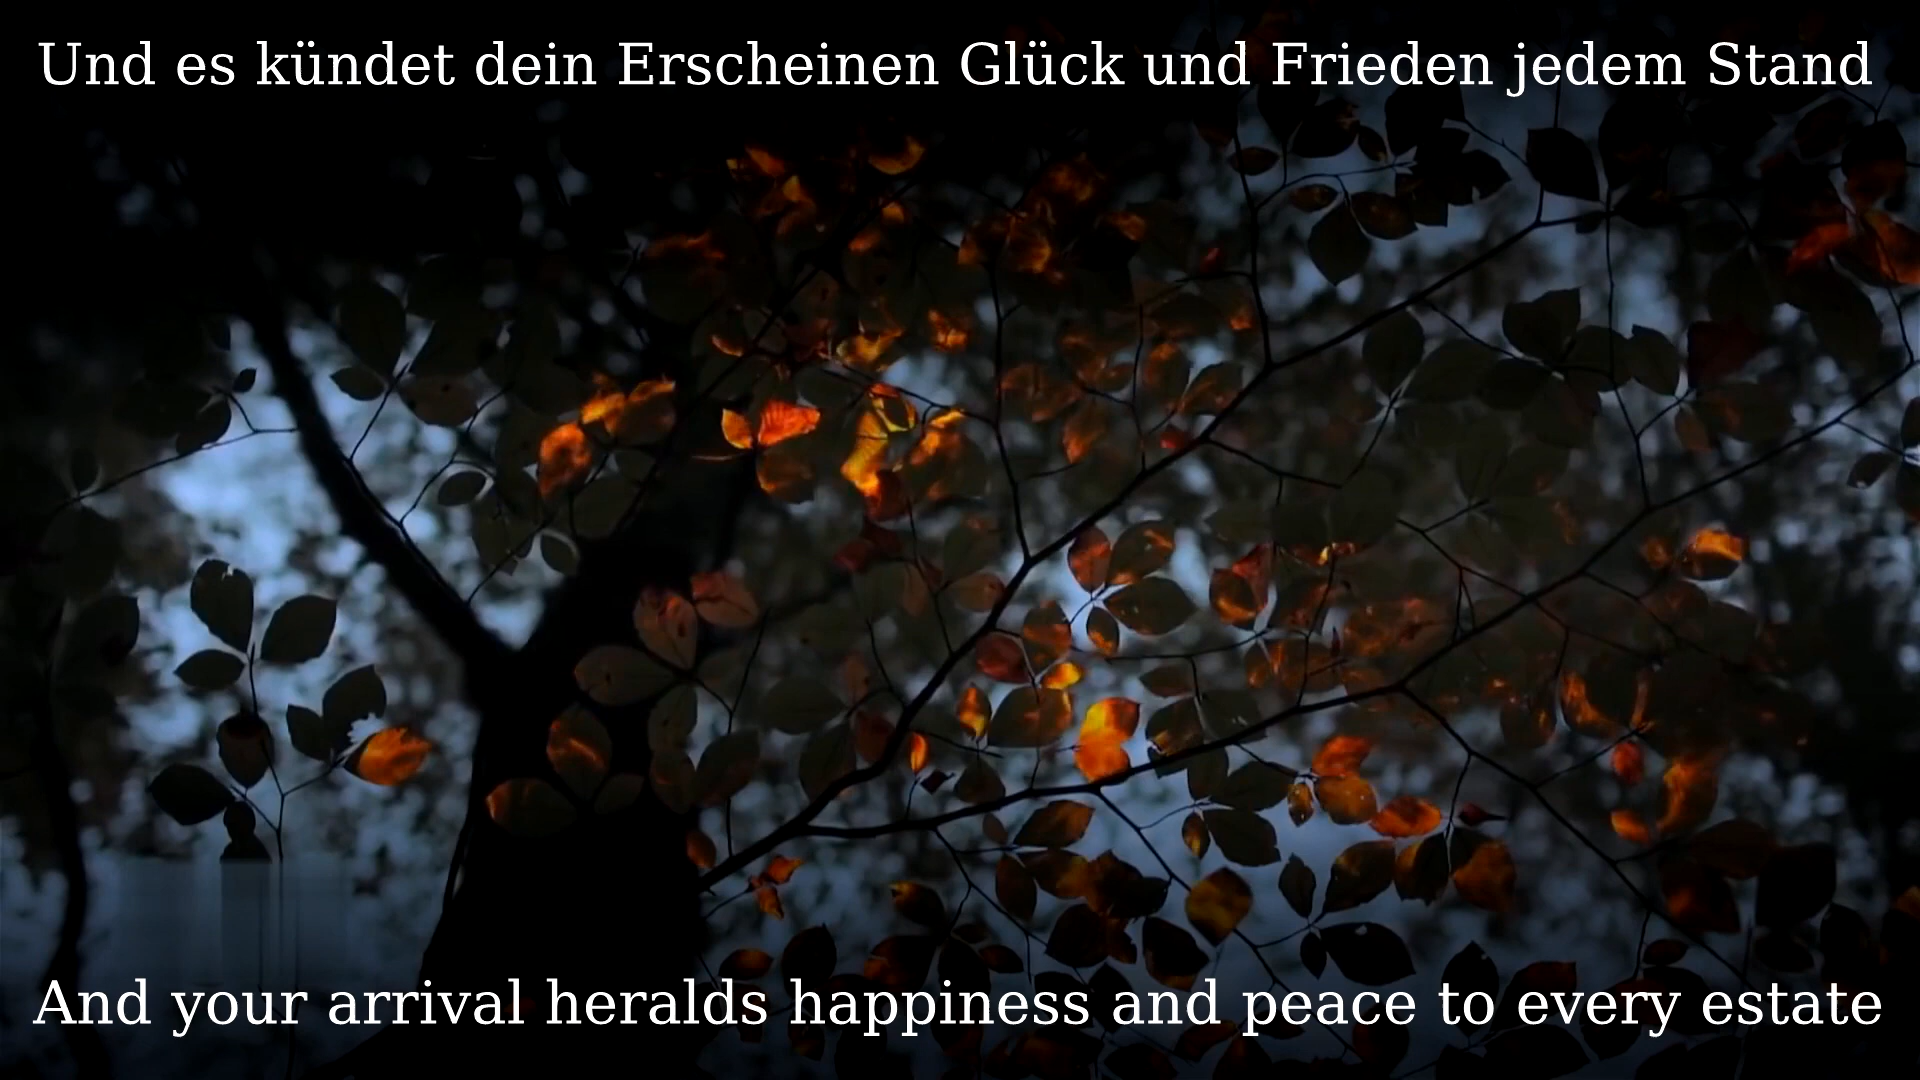 Und es kündet dein Erscheinen Glück und Frieden jedem Stand
And your arrival heralds happiness and peace to every estate